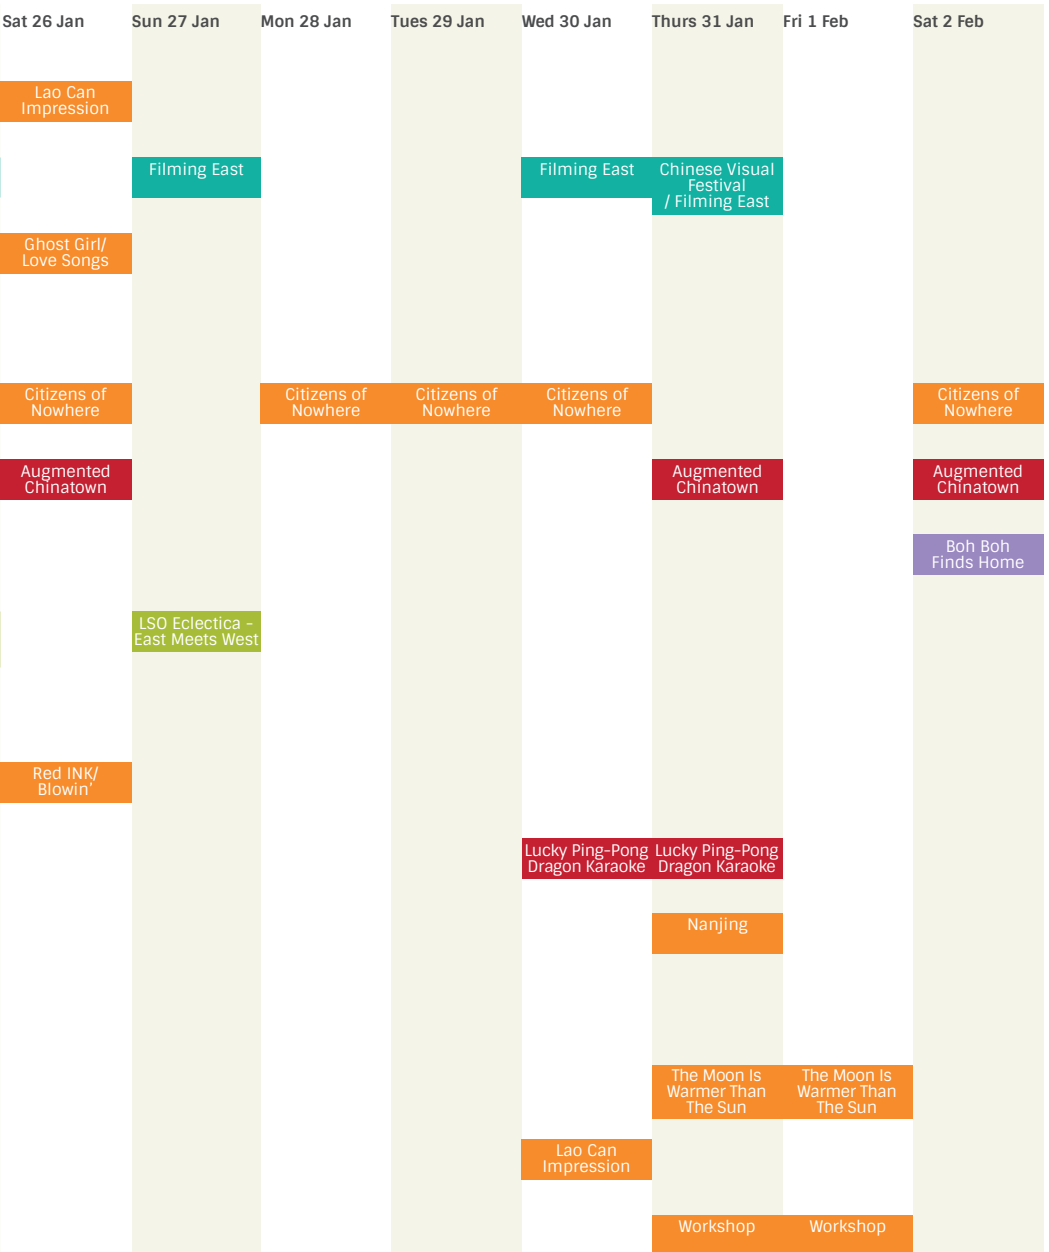 Sat 26 Jan
Sun 27 Jan
Mon 28 Jan
Tues 29 Jan
Wed 30 Jan
Thurs 31 Jan
Fri 1 Feb
Sat 2 Feb
Lao Can
Impression
Filming East
Filming East
Chinese Visual
Festival
/ Filming East
Ghost Girl/
Love Songs
Citizens of
Nowhere
Citizens of
Nowhere
Citizens of
Nowhere
Citizens of
Nowhere
Citizens of
Nowhere
Augmented
Chinatown
Augmented
Chinatown
Augmented
Chinatown
Boh Boh
Finds Home
LSO Eclectica -
East Meets West
Red INK/
Blowin’
Lucky Ping-Pong
Dragon Karaoke
Lucky Ping-Pong
Dragon Karaoke
Nanjing
The Moon Is
Warmer Than
The Sun
The Moon Is
Warmer Than
The Sun
Lao Can
Impression
Workshop
Workshop